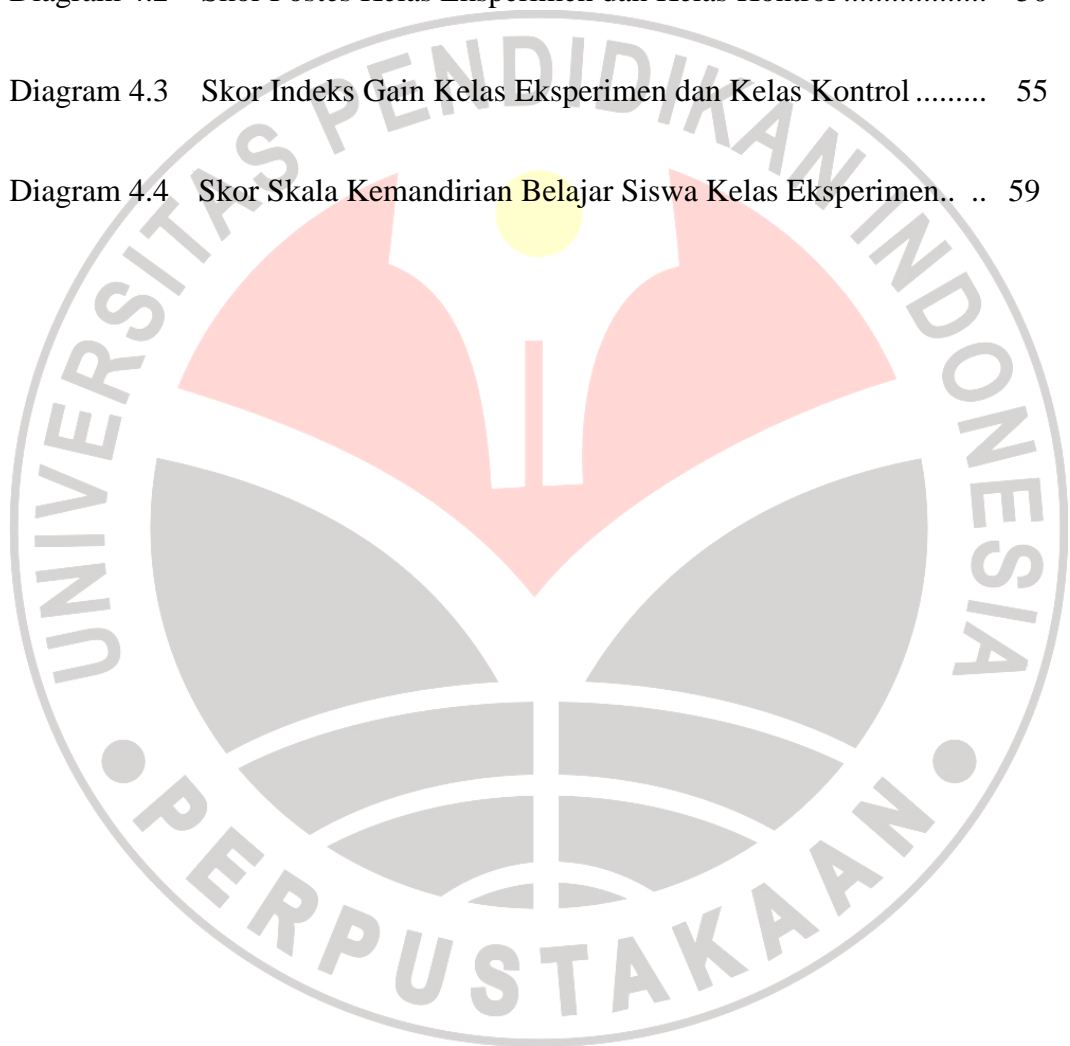 Diagram 4.3 Skor Indeks Gain Kelas Eksperimen dan Kelas Kontrol ......... 55
Diagram 4.4 Skor Skala Kemandirian Belajar Siswa Kelas Eksperimen.. .. 59
UNIVERSITAS PENDIDIKAN INDONESIA
PERPUSTAKAAN